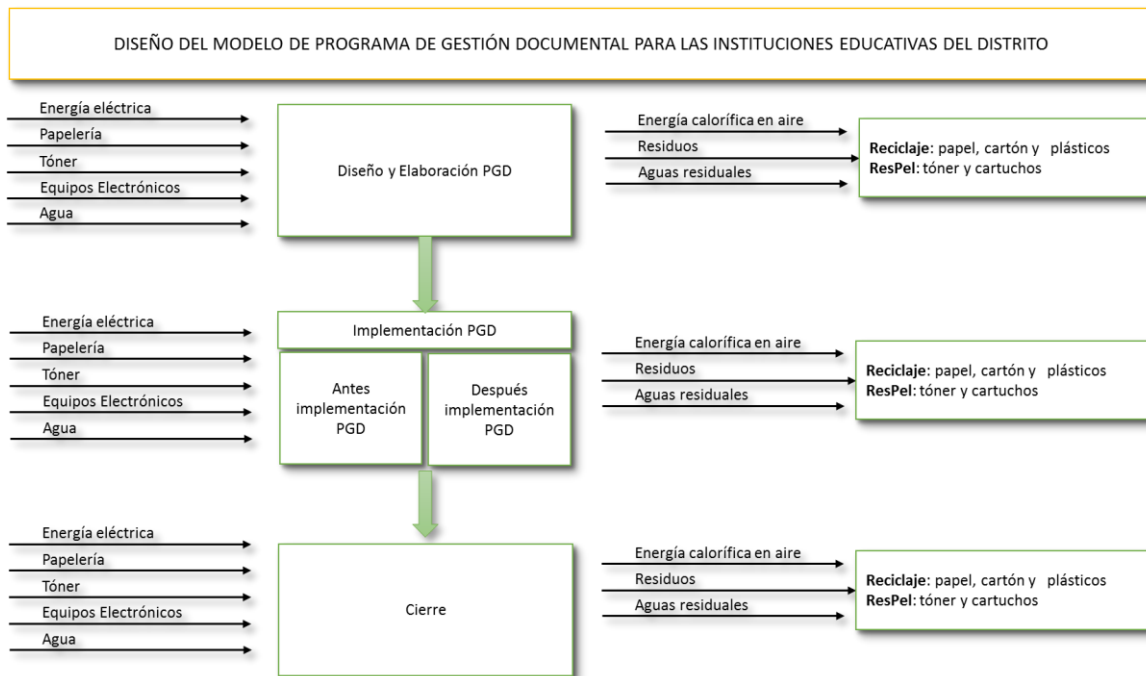 DISEÑO DEL MODELO DE PROGRAMA DE GESTIÓN DOCUMENTAL PARA LAS INSTITUCIONES EDUCATIVAS DEL DISTRITO
Energía eléctrica
Papelería
Tóner
Equipos Electrónicos
Agua
Diseño y Elaboración PGD
Energía calorífica en aire
Residuos
Aguas residuales
Reciclaje: papel, cartón y plásticos
ResPel: tóner y cartuchos
Energía eléctrica
Papelería
Tóner
Equipos Electrónicos
Agua
Implementación PGD
Antes
implementación
PGD
Después
implementación
PGD
Energía calorífica en aire
Residuos
Aguas residuales
Reciclaje: papel, cartón y plásticos
ResPel: tóner y cartuchos
Energía eléctrica
Papelería
Tóner
Equipos Electrónicos
Agua
Cierre
Energía calorífica en aire
Residuos
Aguas residuales
Reciclaje: papel, cartón y plásticos
ResPel: tóner y cartuchos